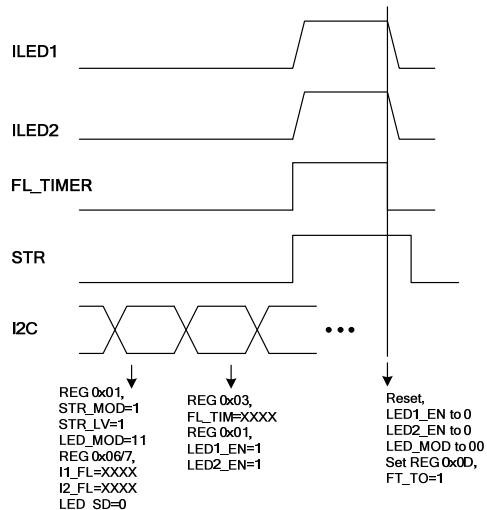 ILED1
ILED2
FL_TIMER
STR
I2C
REG 0x01,
STR_MOD=1
STR_LV=1
LED_MOD=11
REG 0x06/7,
I1_FL=XXXX
I2_FL=XXXX
LED_SD=0
REG 0x03,
FL_TIM=XXXX
REG 0x01,
LED1_EN=1
LED2_EN=1
Reset,
LED1_EN to 0
LED2_EN to 0
LED_MOD to 00
Set REG 0x0D,
FT_TO=1